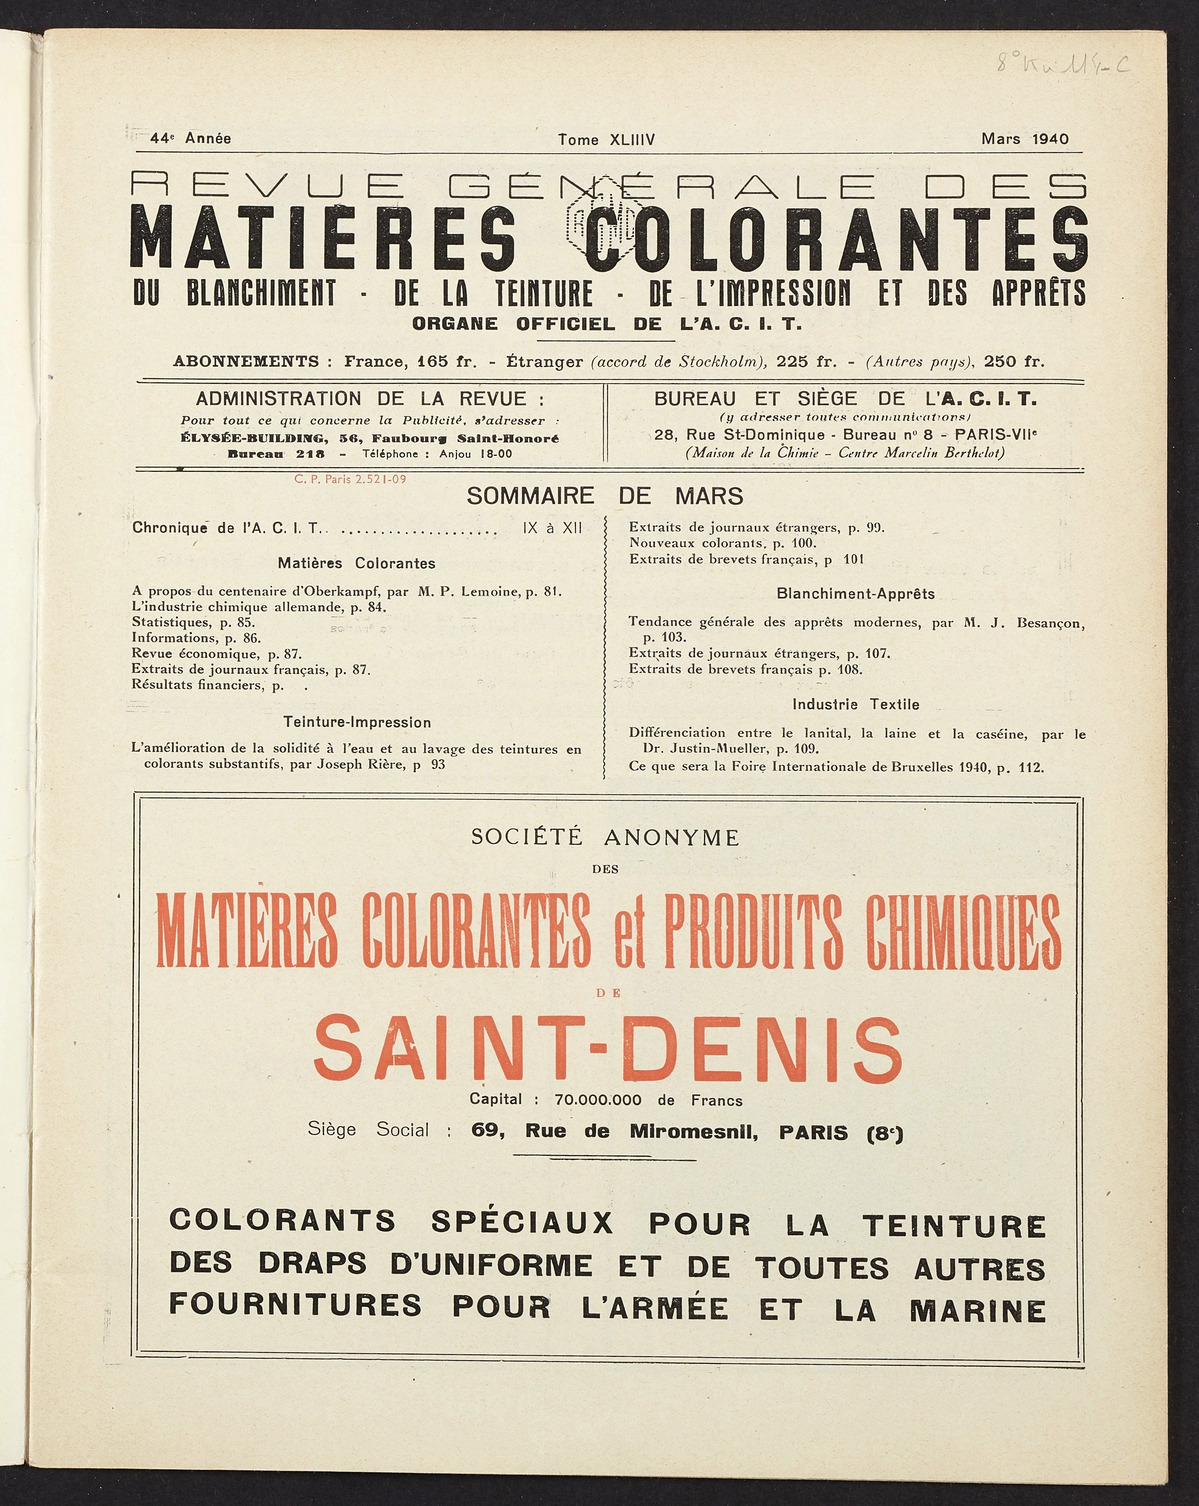 44e Année Tome XLIIIV Mars 1940
REVUE GÉNÉRALE DES
MATIÈRES COLORANTES
DU BLANCHIMENT - DE LA TEINTURE - DE L'IMPRESSION ET DES APPRÊTS
ORGANE OFFICIEL DE L'A. C. I. T.
ABONNEMENTS : France, 165 fr. - Étranger (accord de Stockholm), 225 fr. - (Autres pays), 250 fr.
ADMINISTRATION DE LA REVUE :
Pour tout ce qui concerne la Publicité, s'adresser :
ÉLYSÉE-BUILDING, 56, Faubourg Saint-Honoré
Bureau 218 - Téléphone : Anjou 18-00
C. P. Paris 2.521-09
BUREAU ET SIÈGE DE L'A. C. I. T.
(y adresser toutes communications)
28, Rue St-Dominique - Bureau no 8 - PARIS-VIIe
(Maison de la Chimie - Centre Marcelin Berthelot)
SOMMAIRE DE MARS
Chronique de l'A. C. I. T. .................... IX à XII
Matières Colorantes
A propos du centenaire d'Oberkampf, par M. P. Lemoine, p. 81.
L'industrie chimique allemande, p. 84.
Statistiques, p. 85.
Informations, p. 86.
Revue économique, p. 87.
Extraits de journaux français, p. 87.
Résultats financiers, p. .
Teinture-Impression
L'amélioration de la solidité à l'eau et au lavage des teintures en
colorants substantifs, par Joseph Rière, p 93
Extraits de journaux étrangers, p. 99.
Nouveaux colorants, p. 100.
Extraits de brevets français, p 101
Blanchiment-Apprêts
Tendance générale des apprêts modernes, par M. J. Besançon,
p. 103.
Extraits de journaux étrangers, p. 107.
Extraits de brevets français p. 108.
Industrie Textile
Différenciation entre le lanital, la laine et la caséine, par le
Dr. Justin-Mueller, p. 109.
Ce que sera la Foire Internationale de Bruxelles 1940, p. 112.
SOCIÉTÉ ANONYME
DES
MATIÈRES COLORANTES et PRODUITS CHIMIQUES
DE
SAINT-DENIS
Capital : 70.000.000 de Francs
Siège Social : 69, Rue de Miromesnil, PARIS (8e)
COLORANTS SPÉCIAUX POUR LA TEINTURE
DES DRAPS D'UNIFORME ET DE TOUTES AUTRES
FOURNITURES POUR L'ARMÉE ET LA MARINE